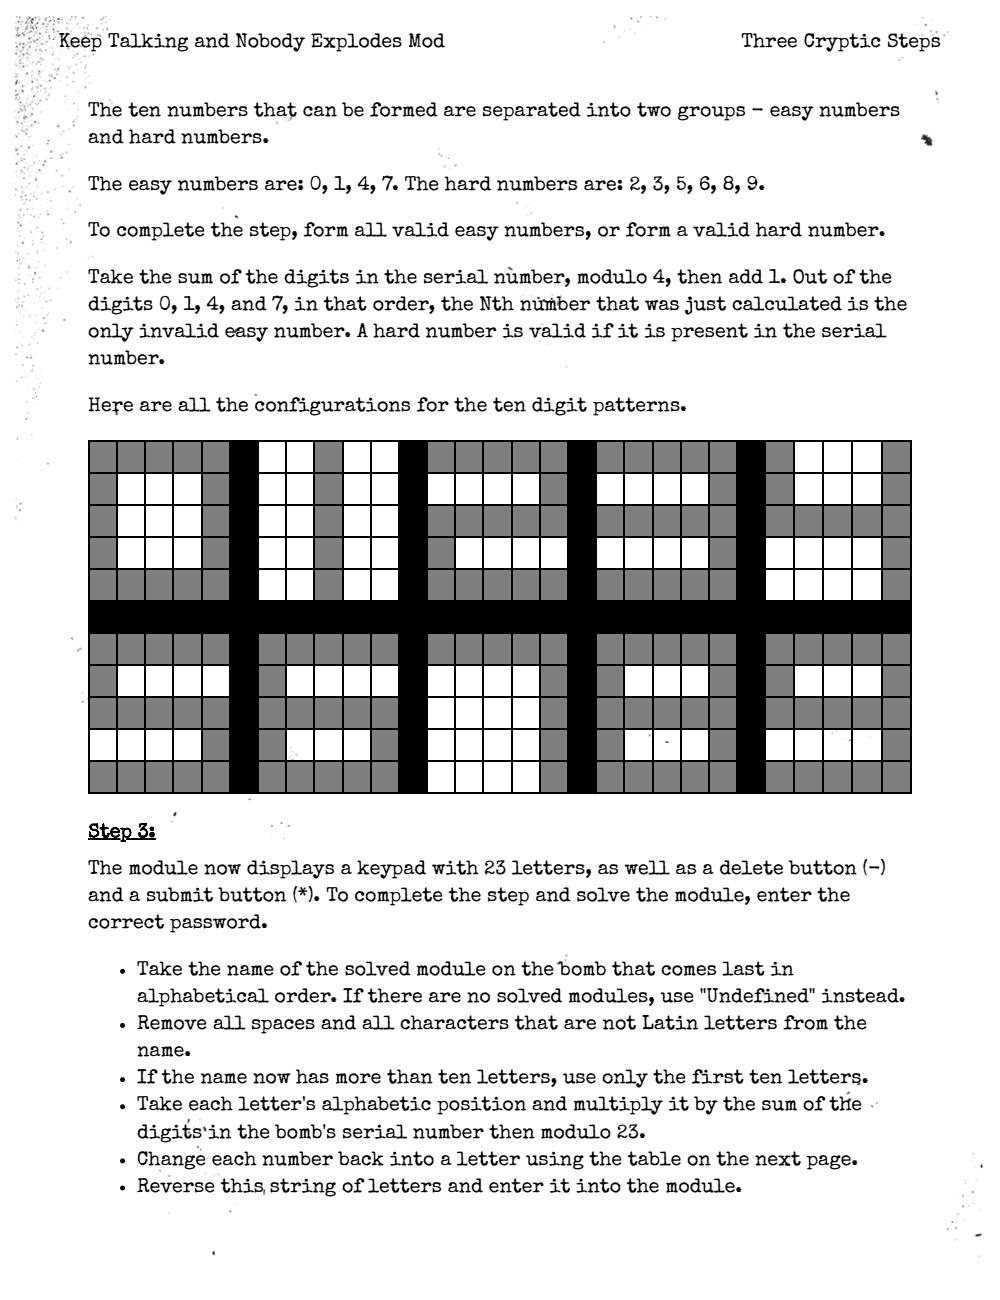 Keep Talking and Nobody Explodes Mod
Three Cryptic Steps
The ten numbers that can be formed are separated into two groups – easy numbers
and hard numbers.
The easy numbers are: 0, 1, 4, 7. The hard numbers are: 2, 3, 5, 6, 8, 9.
To complete the step, form all valid easy numbers, or form a valid hard number.
Take the sum of the digits in the serial number, modulo 4, then add 1. Out of the
digits 0, 1, 4, and 7, in that order, the Nth number that was just calculated is the
only invalid easy number. A hard number is valid if it is present in the serial
number.
Here are all the configurations for the ten digit patterns.
Step 3:
The module now displays a keypad with 23 letters, as well as a delete button (-)
and a submit button (*). To complete the step and solve the module, enter the
correct password.
• Take the name of the solved module on the bomb that comes last in
alphabetical order. If there are no solved modules, use "Undefined" instead.
• Remove all spaces and all characters that are not Latin letters from the
name.
• If the name now has more than ten letters, use only the first ten letters.
• Take each letter's alphabetic position and multiply it by the sum of the
digits in the bomb's serial number then modulo 23.
• Change each number back into a letter using the table on the next page.
• Reverse this string of letters and enter it into the module.